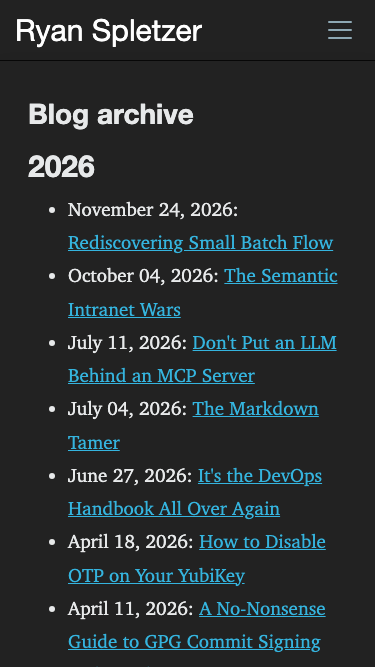 Ryan Spletzer
Blog archive
2026
November 24, 2026:
Rediscovering Small Batch Flow
October 04, 2026: The Semantic
Intranet Wars
July 11, 2026: Don't Put an LLM
Behind an MCP Server
July 04, 2026: The Markdown
Tamer
June 27, 2026: It's the DevOps
Handbook All Over Again
April 18, 2026: How to Disable
OTP on Your YubiKey
April 11, 2026: A No-Nonsense
Guide to GPG Commit Signing